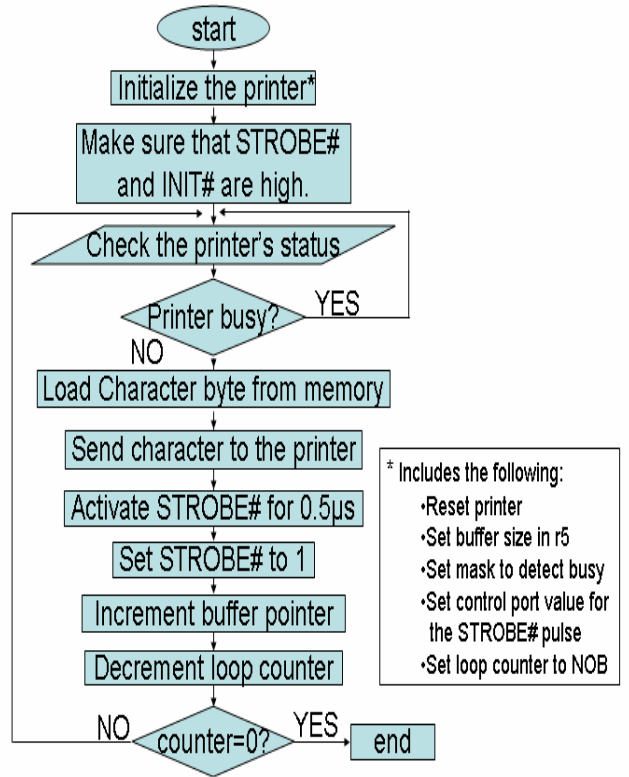 start
Initialize the printer*
Make sure that STROBE#
and INIT# are high.
Check the printer's status
Printer busy?
YES
NO
Load Character byte from memory
Send character to the printer
Activate STROBE# for 0.5µs
Set STROBE# to 1
Increment buffer pointer
Decrement loop counter
counter=0?
NO
YES
end
* Includes the following:
•Reset printer
•Set buffer size in r5
•Set mask to detect busy
•Set control port value for
the STROBE# pulse
•Set loop counter to NOB